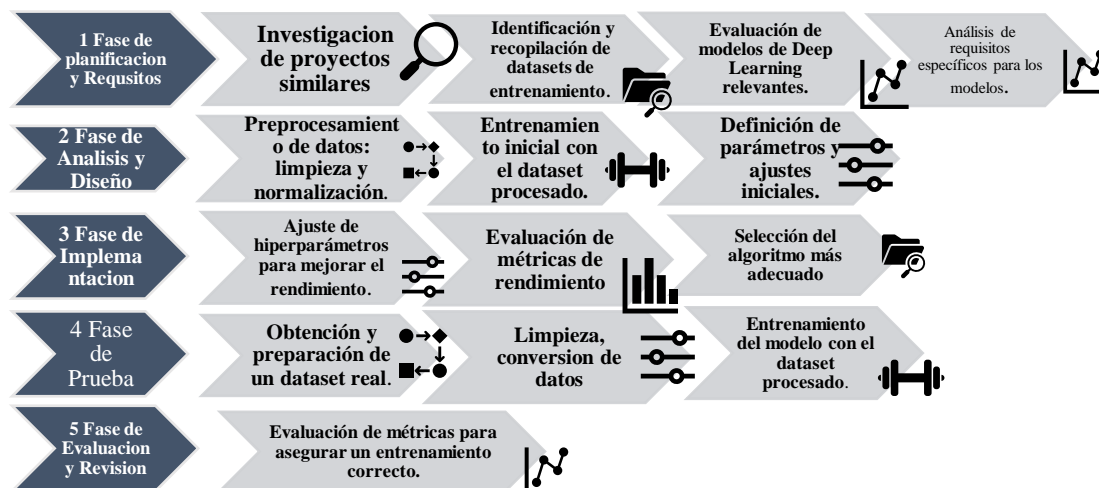 1 Fase de
planificacion
y Requsitos
Investigacion
de proyectos
similares
Identificación y
recopilación de
datasets de
entrenamiento.
Evaluación de
modelos de Deep
Learning
relevantes.
Análisis de
requisitos
específicos para los
modelos.
2 Fase de
Analisis y
Diseño
Preprocesamient
o de datos:
limpieza y
normalización.
Entrenamien
to inicial con
el dataset
procesado.
Definición de
parámetros y
ajustes
iniciales.
3 Fase de
Implema
ntacion
Ajuste de
hiperparámetros
para mejorar el
rendimiento.
Evaluación de
métricas de
rendimiento
Selección del
algoritmo más
adecuado
4 Fase
de
Prueba
Obtención y
preparación de
un dataset real.
Limpieza,
conversion de
datos
Entrenamiento
del modelo con el
dataset
procesado.
5 Fase de
Evaluacion
y Revision
Evaluación de métricas para
asegurar un entrenamiento
correcto.